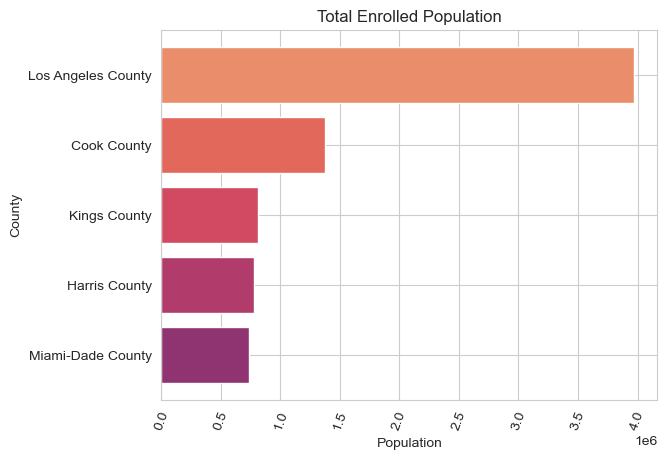 Total Enrolled Population
County
Los Angeles County
Cook County
Kings County
Harris County
Miami-Dade County
0.0
0.5
1.0
1.5
2.0
2.5
3.0
3.5
4.0
1e6
Population